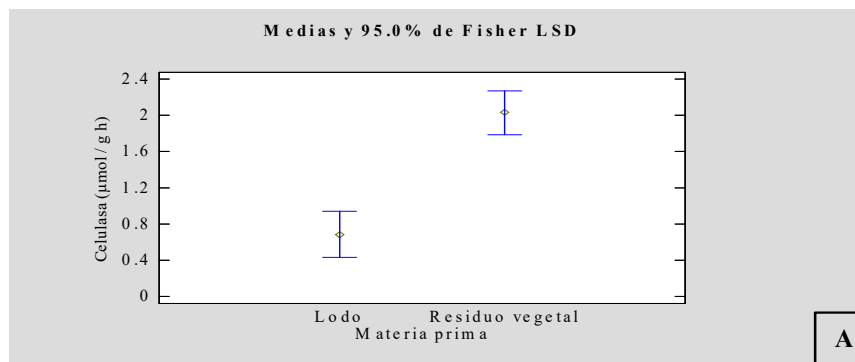 Medias y 95.0% de Fisher LSD
Celulasa (µmol / g h)
2.4
2
1.6
1.2
0.8
0.4
0
Lodo Residuo vegetal
Materia prima
A